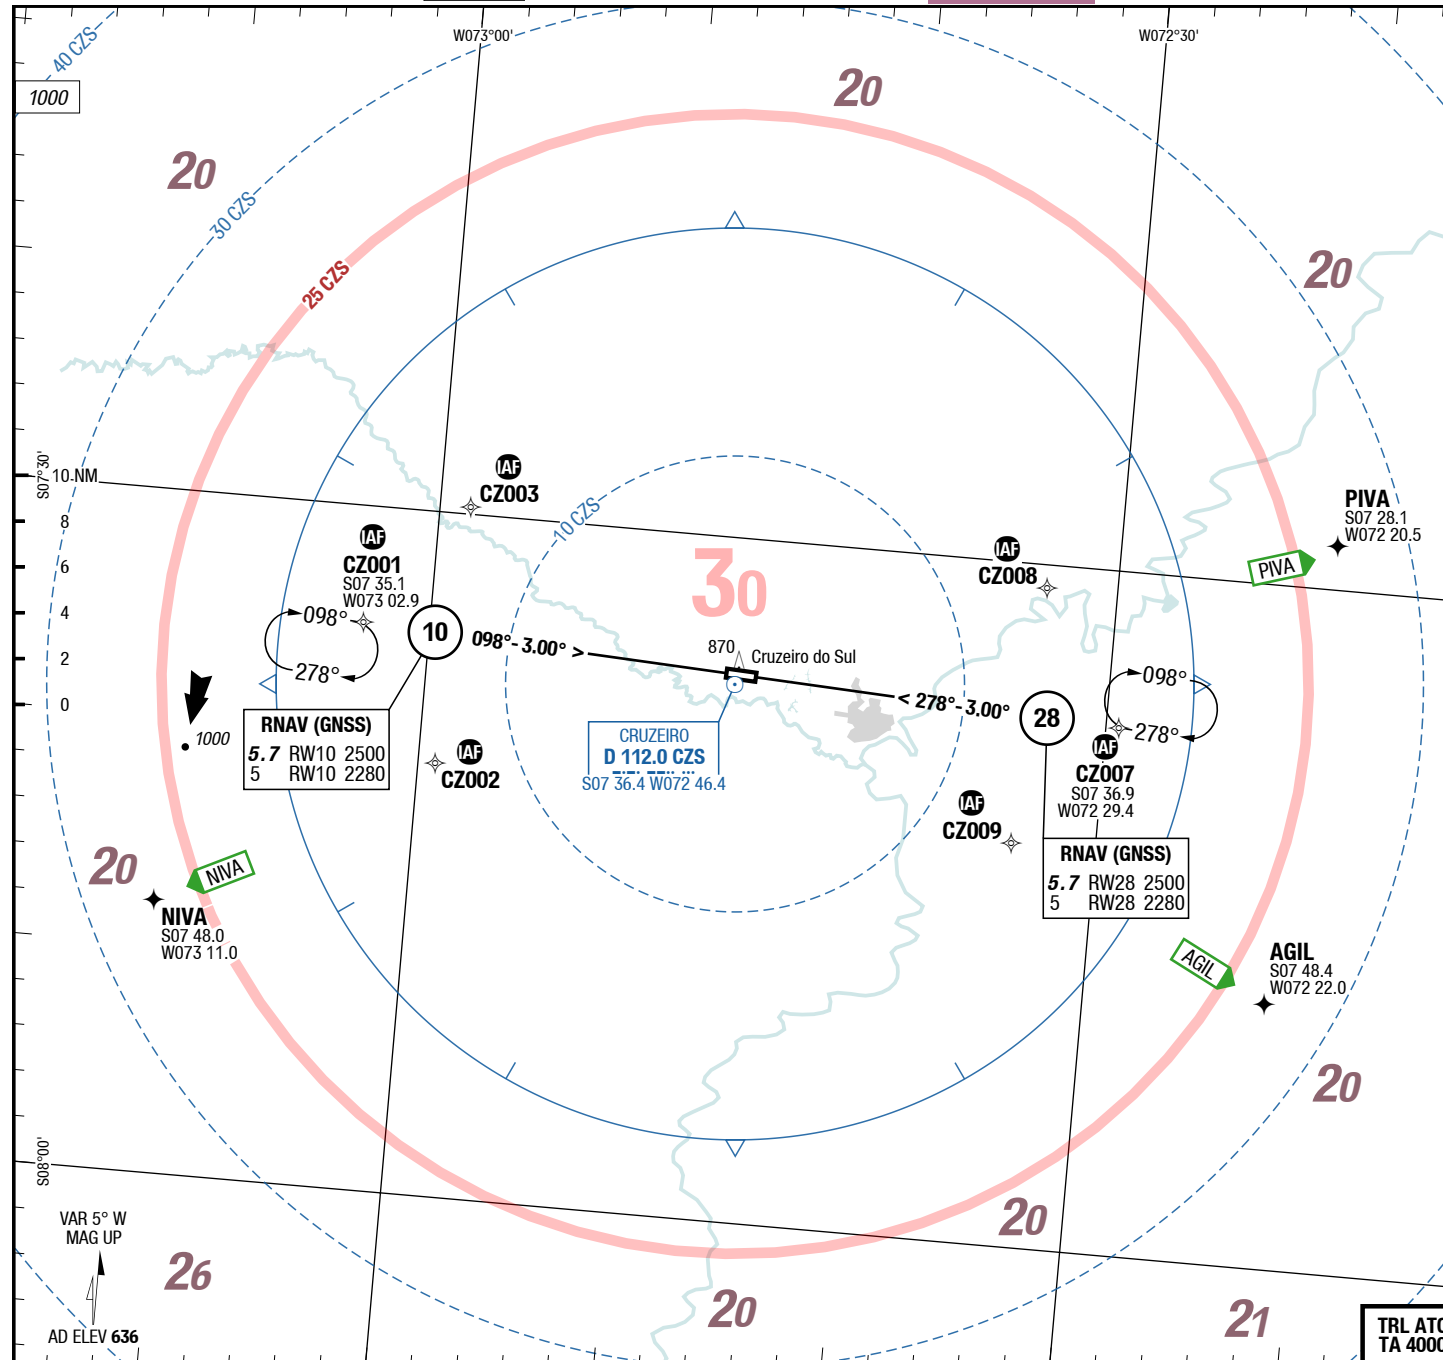 40 CZS
W073°00'
W072°30'
1000
20
20
30 CZS
20
25 CZS
S07°30'
10 NM
8
6
4
2
0
IAF
CZ003
10 CZS
IAF
CZ001
S07 35.1
W073 02.9
PIVA
S07 28.1
W072 20.5
PIVA
IAF
CZ008
30
098°
278°
10
098°-3.00° >
870
Cruzeiro do Sul
< 278°-3.00°
28
098°
278°
RNAV (GNSS)
5.7 RW10 2500
5 RW10 2280
1000
IAF
CZ002
CRUZEIRO
D 112.0 CZS
S07 36.4 W072 46.4
IAF
CZ007
S07 36.9
W072 29.4
IAF
CZ009
RNAV (GNSS)
5.7 RW28 2500
5 RW28 2280
20
NIVA
NIVA
S07 48.0
W073 11.0
AGIL
AGIL
S07 48.4
W072 22.0
20
S08°00'
VAR 5° W
MAG UP
AD ELEV 636
26
20
20
21
TRL ATC
TA 4000